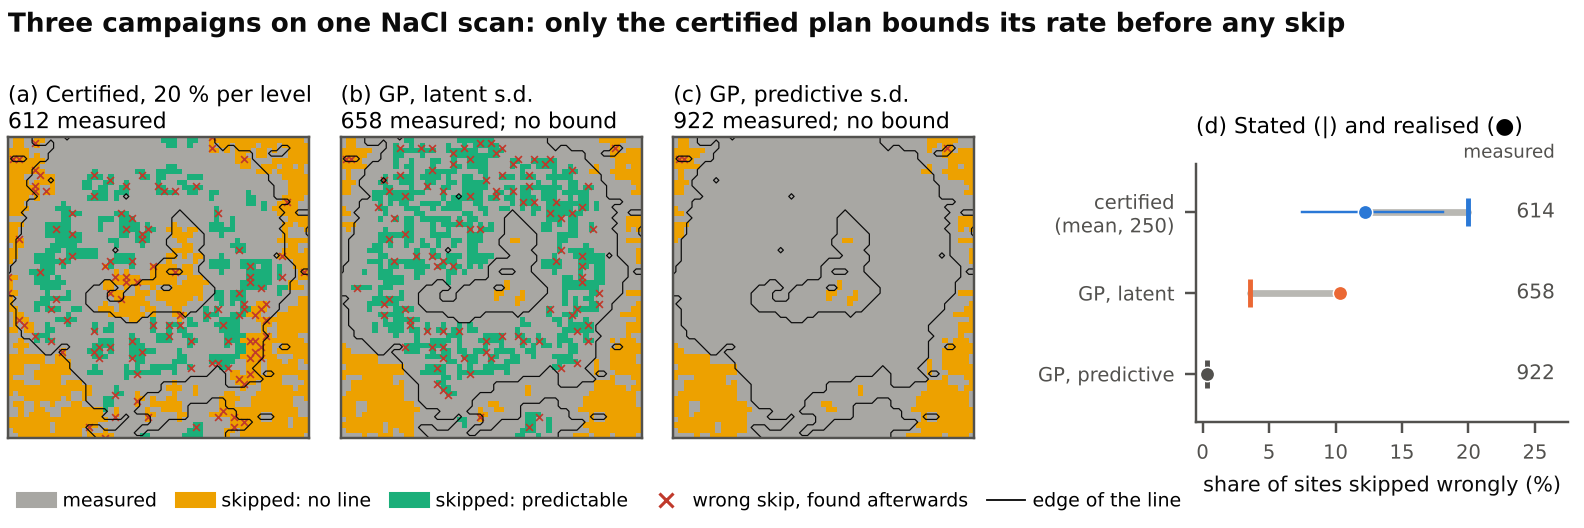 Three campaigns on one NaCl scan: only the certified plan bounds its rate before any skip
(a) Certified, 20 % per level
612 measured
(b) GP, latent s.d.
658 measured; no bound
(c) GP, predictive s.d.
922 measured; no bound
(d) Stated (|) and realised (●)
measured
certified
(mean, 250)
614
GP, latent
658
GP, predictive
922
0 5 10 15 20 25
share of sites skipped wrongly (%)
measured
skipped: no line
skipped: predictable
wrong skip, found afterwards
edge of the line